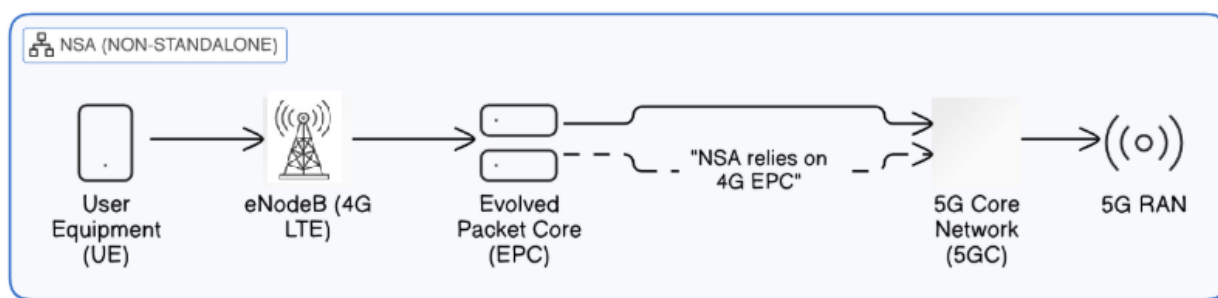 NSA (NON-STANDALONE)
"NSA relies on
4G EPC"
User
Equipment
(UE)
eNodeB (4G
LTE)
Evolved
Packet Core
(EPC)
5G Core
Network
(5GC)
5G RAN